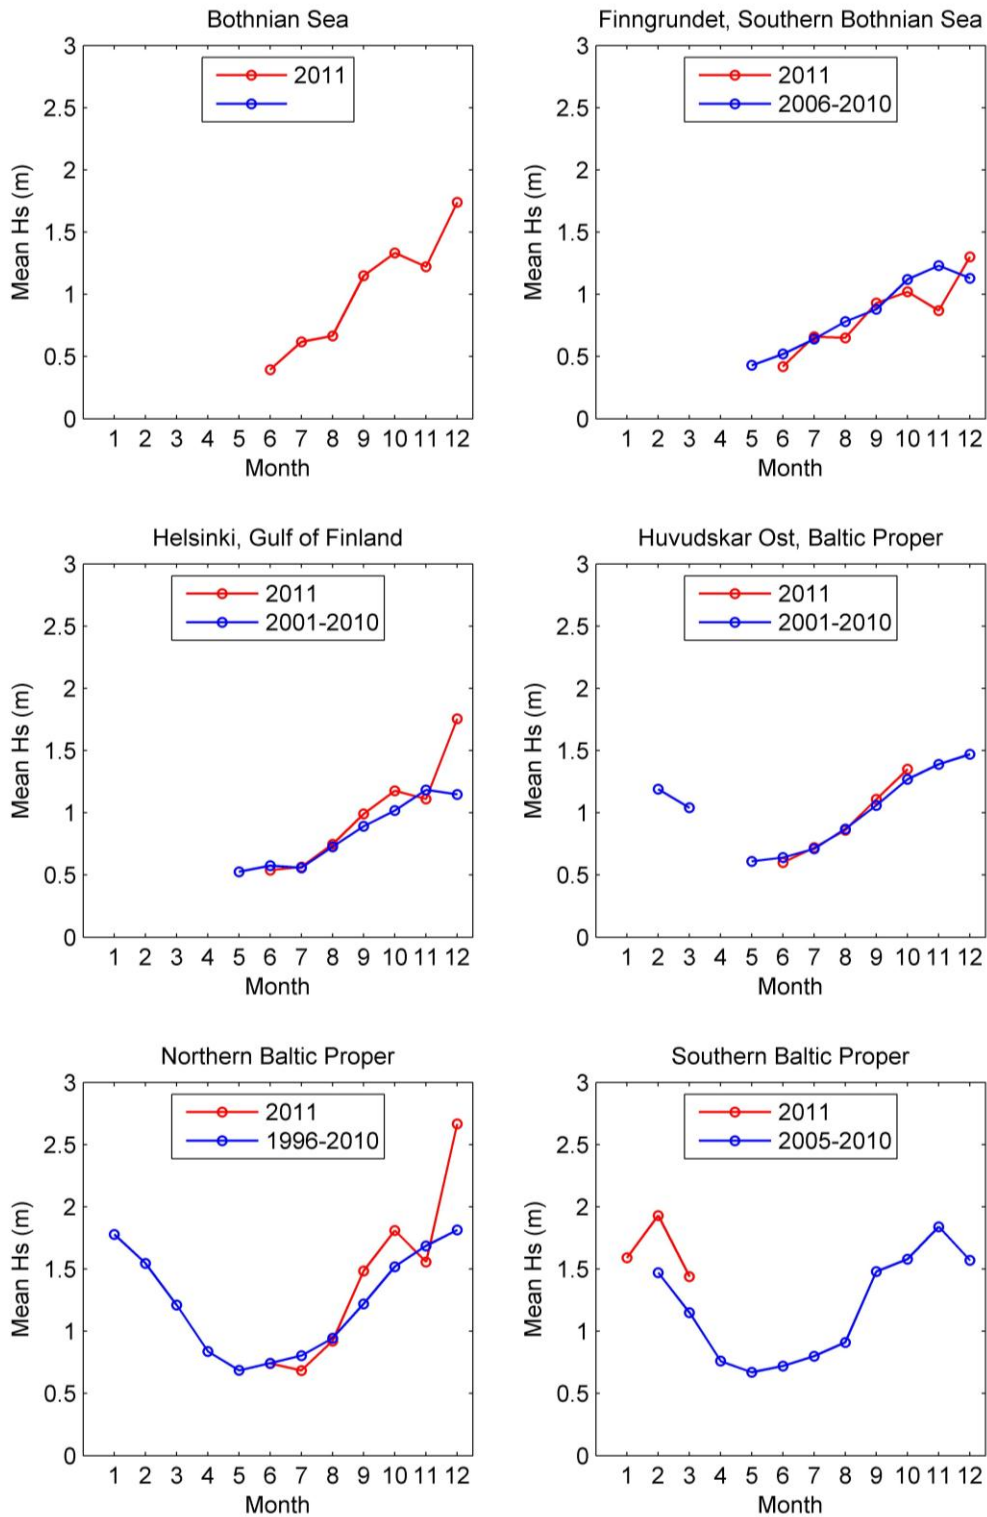 Bothnian Sea
3
2.5
2
1.5
1
0.5
0
Mean Hs (m)
2011
1 2 3 4 5 6 7 8 9 10 11 12
Month
Finngrundet, Southern Bothnian Sea
3
2.5
2
1.5
1
0.5
0
Mean Hs (m)
2011
2006-2010
1 2 3 4 5 6 7 8 9 10 11 12
Month
Helsinki, Gulf of Finland
3
2.5
2
1.5
1
0.5
0
Mean Hs (m)
2011
2001-2010
1 2 3 4 5 6 7 8 9 10 11 12
Month
Huvudskar Ost, Baltic Proper
3
2.5
2
1.5
1
0.5
0
Mean Hs (m)
2011
2001-2010
1 2 3 4 5 6 7 8 9 10 11 12
Month
Northern Baltic Proper
3
2.5
2
1.5
1
0.5
0
Mean Hs (m)
2011
1996-2010
1 2 3 4 5 6 7 8 9 10 11 12
Month
Southern Baltic Proper
3
2.5
2
1.5
1
0.5
0
Mean Hs (m)
2011
2005-2010
1 2 3 4 5 6 7 8 9 10 11 12
Month